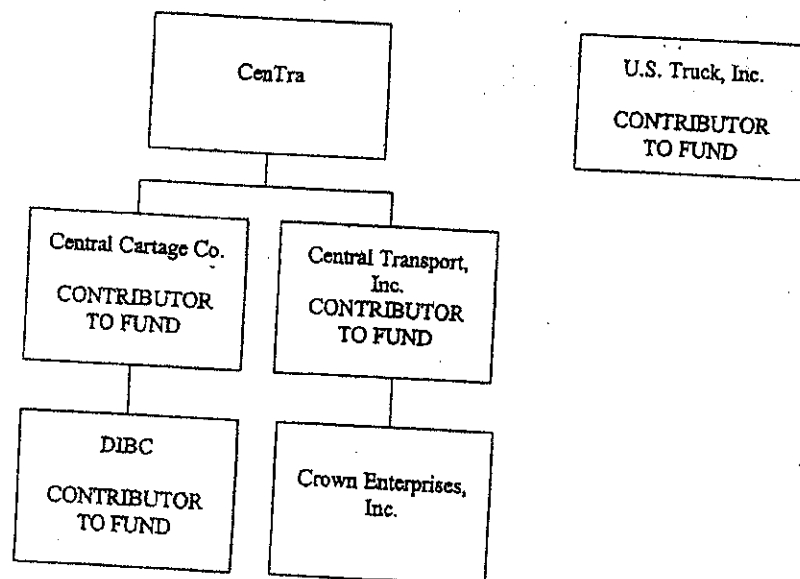 CenTra
U.S. Truck, Inc.
CONTRIBUTOR
TO FUND
Central Cartage Co.
CONTRIBUTOR
TO FUND
Central Transport,
Inc.
CONTRIBUTOR
TO FUND
DIBC
CONTRIBUTOR
TO FUND
Crown Enterprises,
Inc.